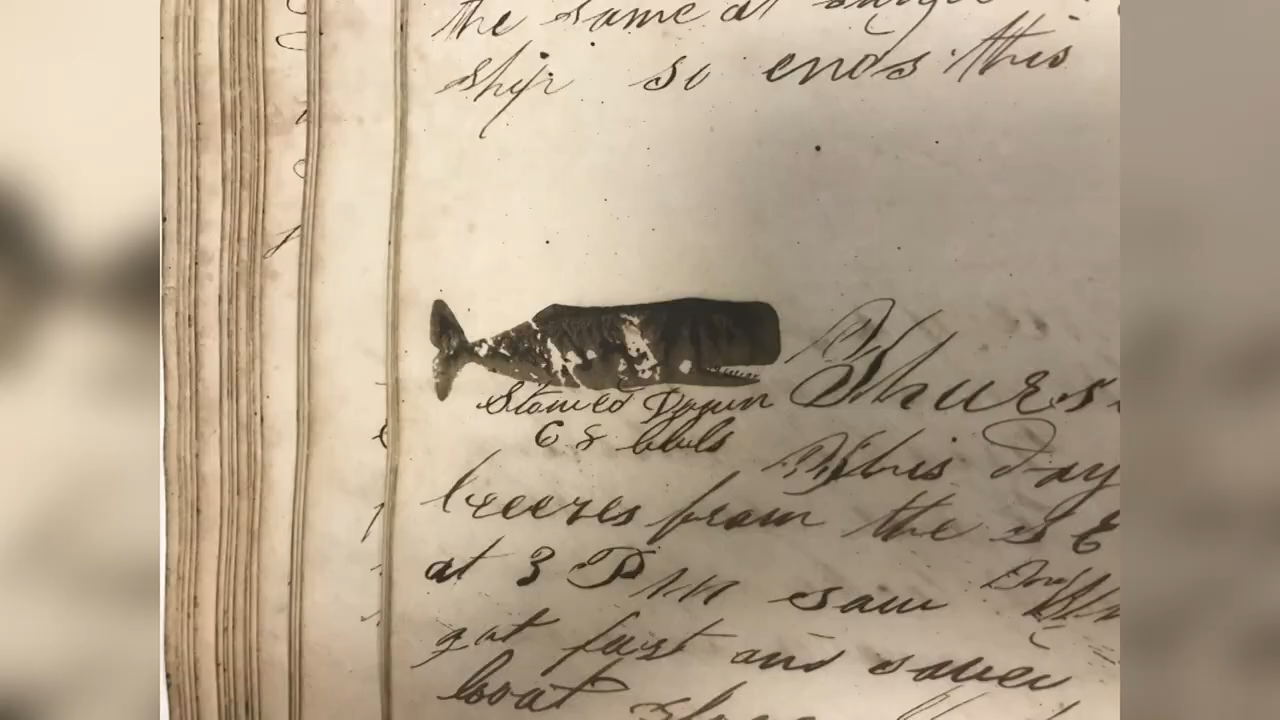 the same at
ship so ends this
Stowed Down
68 bbls
Thurs
This Day
breezes from the S E
at 3 P M saw
got fast and saved
boat